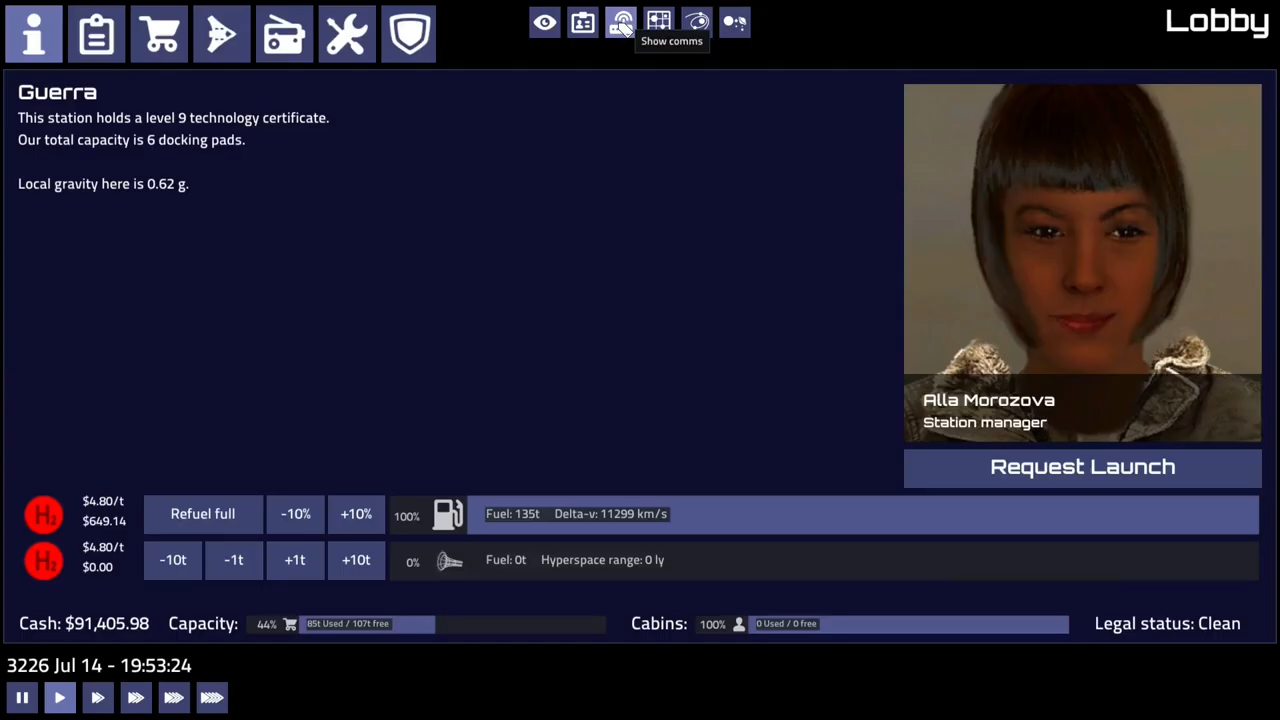 Show comms
Lobby
Guerra
This station holds a level 9 technology certificate.
Our total capacity is 6 docking pads.
Local gravity here is 0.62 g.
Alla Morozova
Station manager
Request Launch
H₂
$4.80/t
$649.14
Refuel full
-10%
+10%
100%
Fuel: 135t Delta-v: 11299 km/s
H₂
$4.80/t
$0.00
-10t
-1t
+1t
+10t
0%
Fuel: 0t Hyperspace range: 0 ly
Cash: $91,405.98
Capacity:
44%
85t Used / 107t free
Cabins:
100%
0 Used / 0 free
Legal status: Clean
3226 Jul 14 - 19:53:24